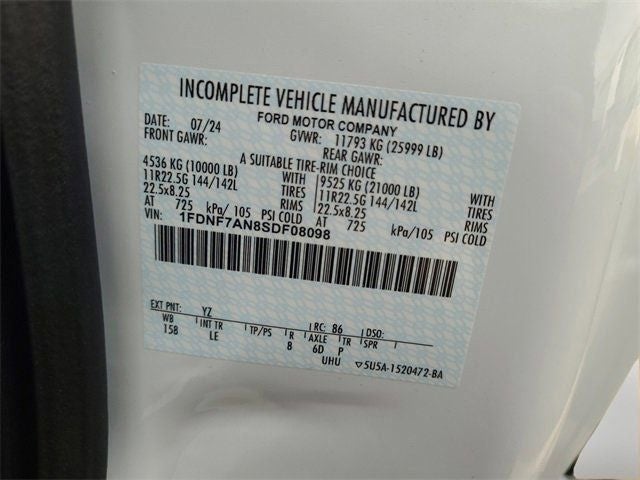 INCOMPLETE VEHICLE MANUFACTURED BY
FORD MOTOR COMPANY
DATE: 07/24 GVWR: 11793 KG (25999 LB)
FRONT GAWR: REAR GAWR:
A SUITABLE TIRE-RIM CHOICE
4536 KG (10000 LB) WITH 9525 KG (21000 LB) WITH
11R22.5G 144/142L TIRES 11R22.5G 144/142L TIRES
22.5x8.25 RIMS 22.5x8.25 RIMS
AT 725 kPa/105 PSI COLD AT 725 kPa/105 PSI COLD
VIN: 1FDNF7AN8SDF08098
EXT PNT: YZ RC: 86 DSO:
WB INT TR TP/PS R AXLE TR SPR
158 LE 8 6D P
UHU 5U5A-1520472-BA